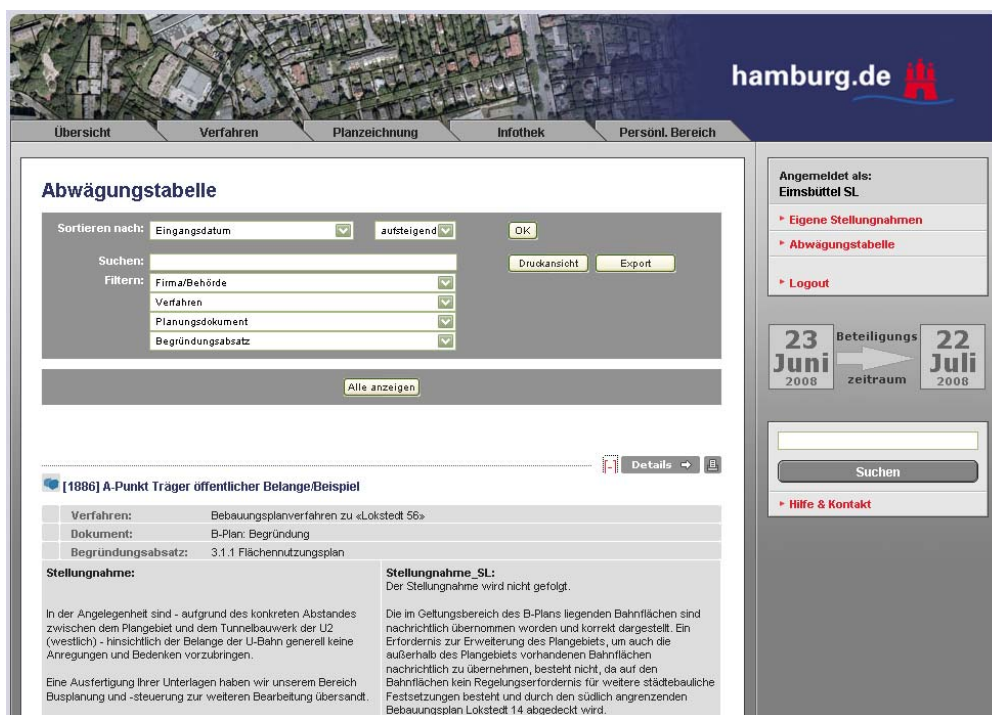 hamburg.de
Übersicht
Verfahren
Planzeichnung
Infothek
Persönl. Bereich
Abwägungstabelle
Sortieren nach: Eingangsdatum aufsteigend OK
Suchen: Druckansicht Export
Filtern: Firma/Behörde
Verfahren
Planungsdokument
Begründungsabsatz
Alle anzeigen
[-] Details
[1886] A-Punkt Träger öffentlicher Belange/Beispiel
Verfahren: Bebauungsplanverfahren zu «Lokstedt 56»
Dokument: B-Plan: Begründung
Begründungsabsatz: 3.1.1 Flächennutzungsplan
Stellungnahme:
In der Angelegenheit sind - aufgrund des konkreten Abstandes
zwischen dem Plangebiet und dem Tunnelbauwerk der U2
(westlich) - hinsichtlich der Belange der U-Bahn generell keine
Anregungen und Bedenken vorzubringen.
Eine Ausfertigung Ihrer Unterlagen haben wir unserem Bereich
Busplanung und -steuerung zur weiteren Bearbeitung übersandt.
Stellungnahme_SL:
Der Stellungnahme wird nicht gefolgt.
Die im Geltungsbereich des B-Plans liegenden Bahnflächen sind
nachrichtlich übernommen worden und korrekt dargestellt. Ein
Erfordernis zur Erweiterung des Plangebiets, um auch die
außerhalb des Plangebiets vorhandenen Bahnflächen
nachrichtlich zu übernehmen, besteht nicht, da auf den
Bahnflächen kein Regelungserfordernis für weitere städtebauliche
Festsetzungen besteht und durch den südlich angrenzenden
Bebauungsplan Lokstedt 14 abgedeckt wird.
Angemeldet als:
Eimsbüttel SL
Eigene Stellungnahmen
Abwägungstabelle
Logout
23
Juni
2008
Beteiligungs
zeitraum
22
Juli
2008
Suchen
Hilfe & Kontakt